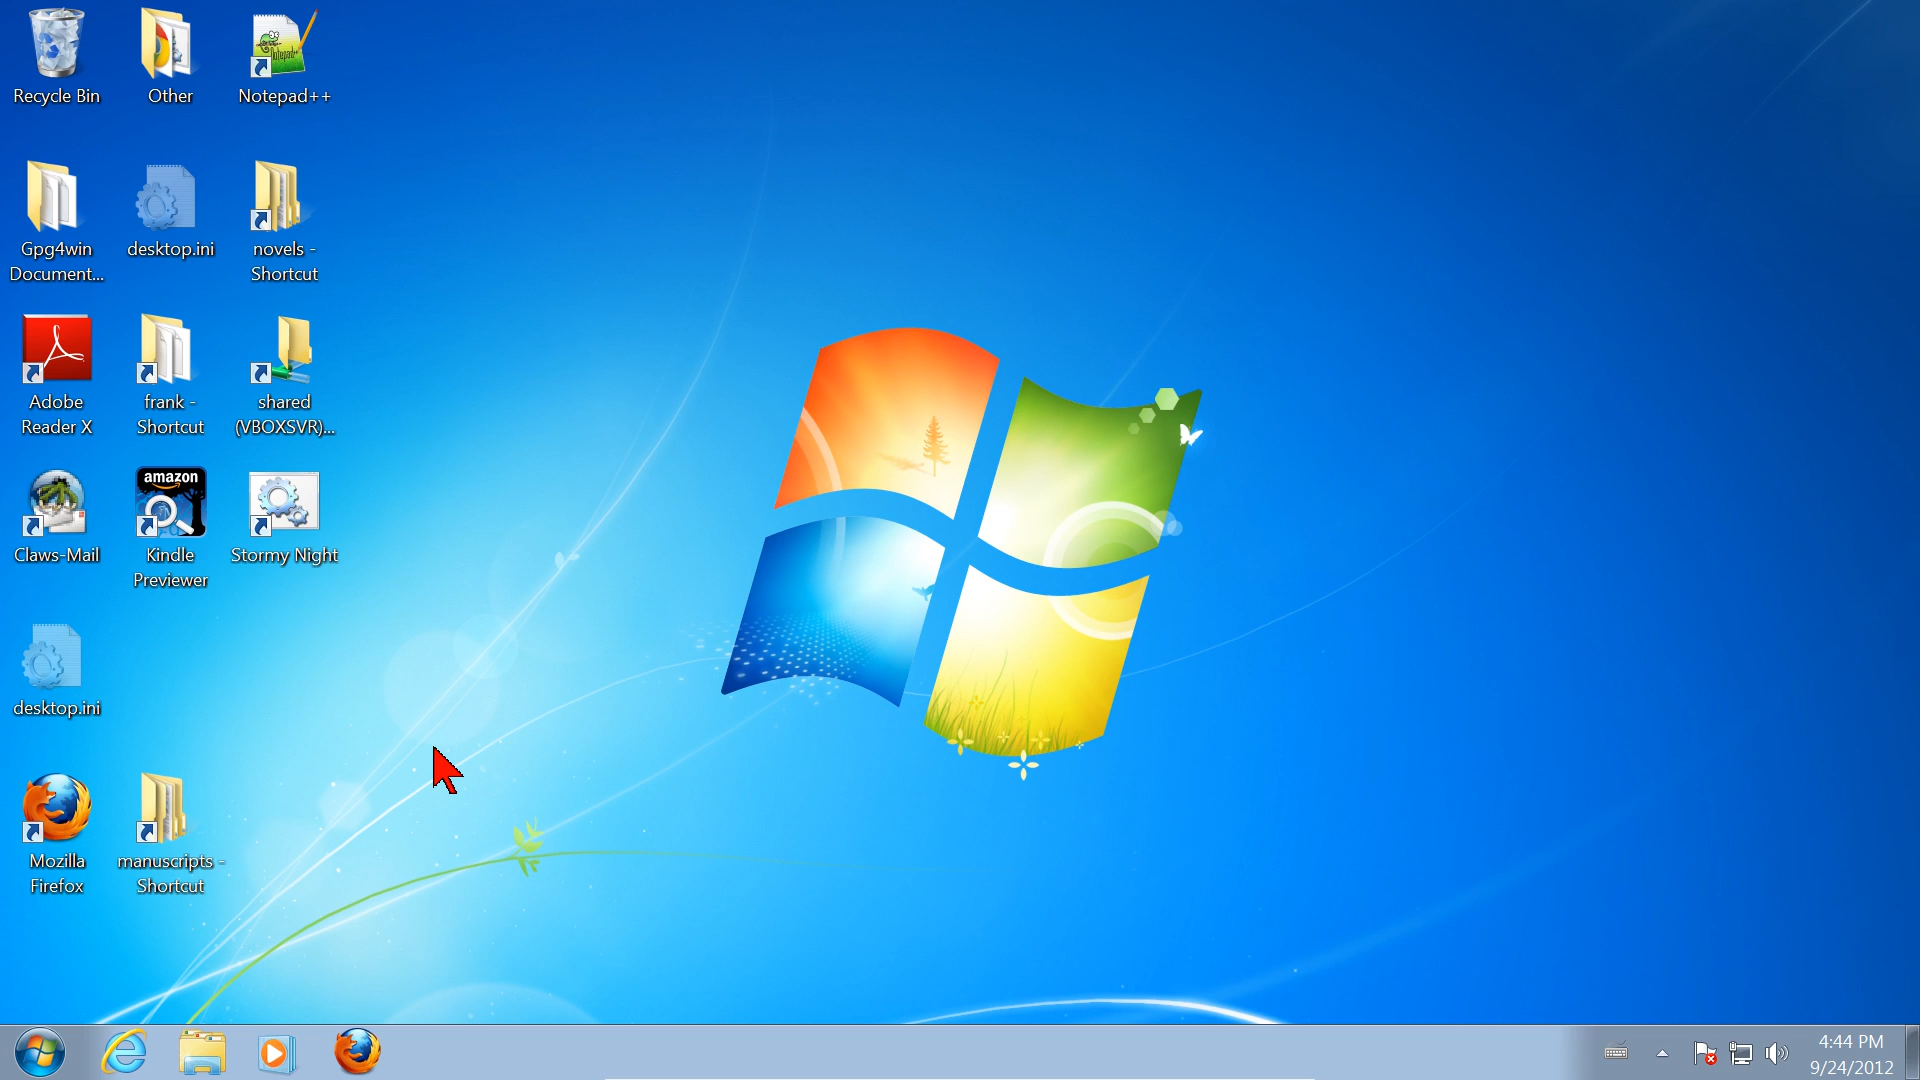 Recycle Bin
Other
Notepad++
Gpg4win
Document...
desktop.ini
novels -
Shortcut
Adobe
Reader X
frank -
Shortcut
shared
(VBOXSVR)...
Claws-Mail
amazon
Kindle
Previewer
Stormy Night
desktop.ini
Mozilla
Firefox
manuscripts -
Shortcut
4:44 PM
9/24/2012